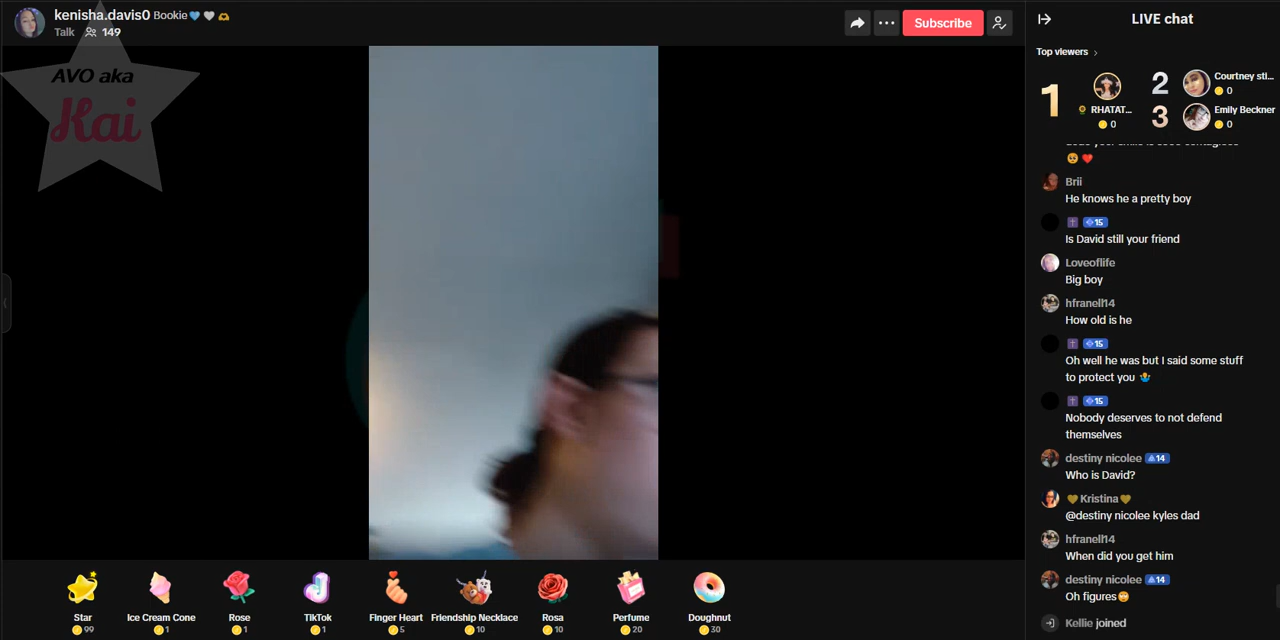 kenisha.davis0 Bookie💙🤍🫶
Talk 149
Subscribe
AVO aka
Kai
LIVE chat
Top viewers >
1
RHATAT...
0
2
Courtney sti...
0
3
Emily Beckner
0
🥺❤️
Brii
He knows he a pretty boy
15
Is David still your friend
Loveoflife
Big boy
hfranell14
How old is he
15
Oh well he was but I said some stuff
to protect you 🤷
15
Nobody deserves to not defend
themselves
destiny nicolee 14
Who is David?
🤎Kristina🤎
@destiny nicolee kyles dad
hfranell14
When did you get him
destiny nicolee 14
Oh figures🙄
Kellie joined
Star
99
Ice Cream Cone
1
Rose
1
TikTok
1
Finger Heart
5
Friendship Necklace
10
Rosa
10
Perfume
20
Doughnut
30